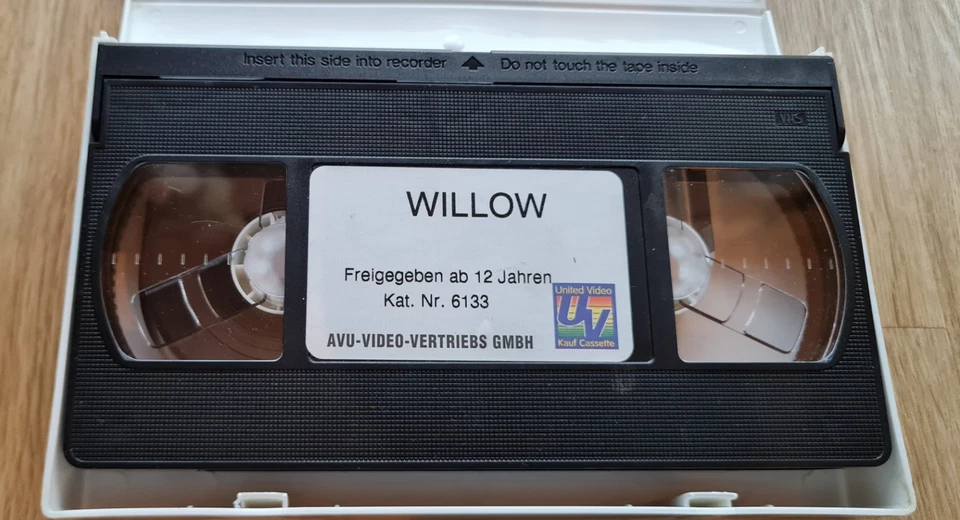 Insert this side into recorder Do not touch the tape inside
VHS
WILLOW
Freigegeben ab 12 Jahren
Kat. Nr. 6133
United Video
UV
Kauf Cassette
AVU-VIDEO-VERTRIEBS GMBH